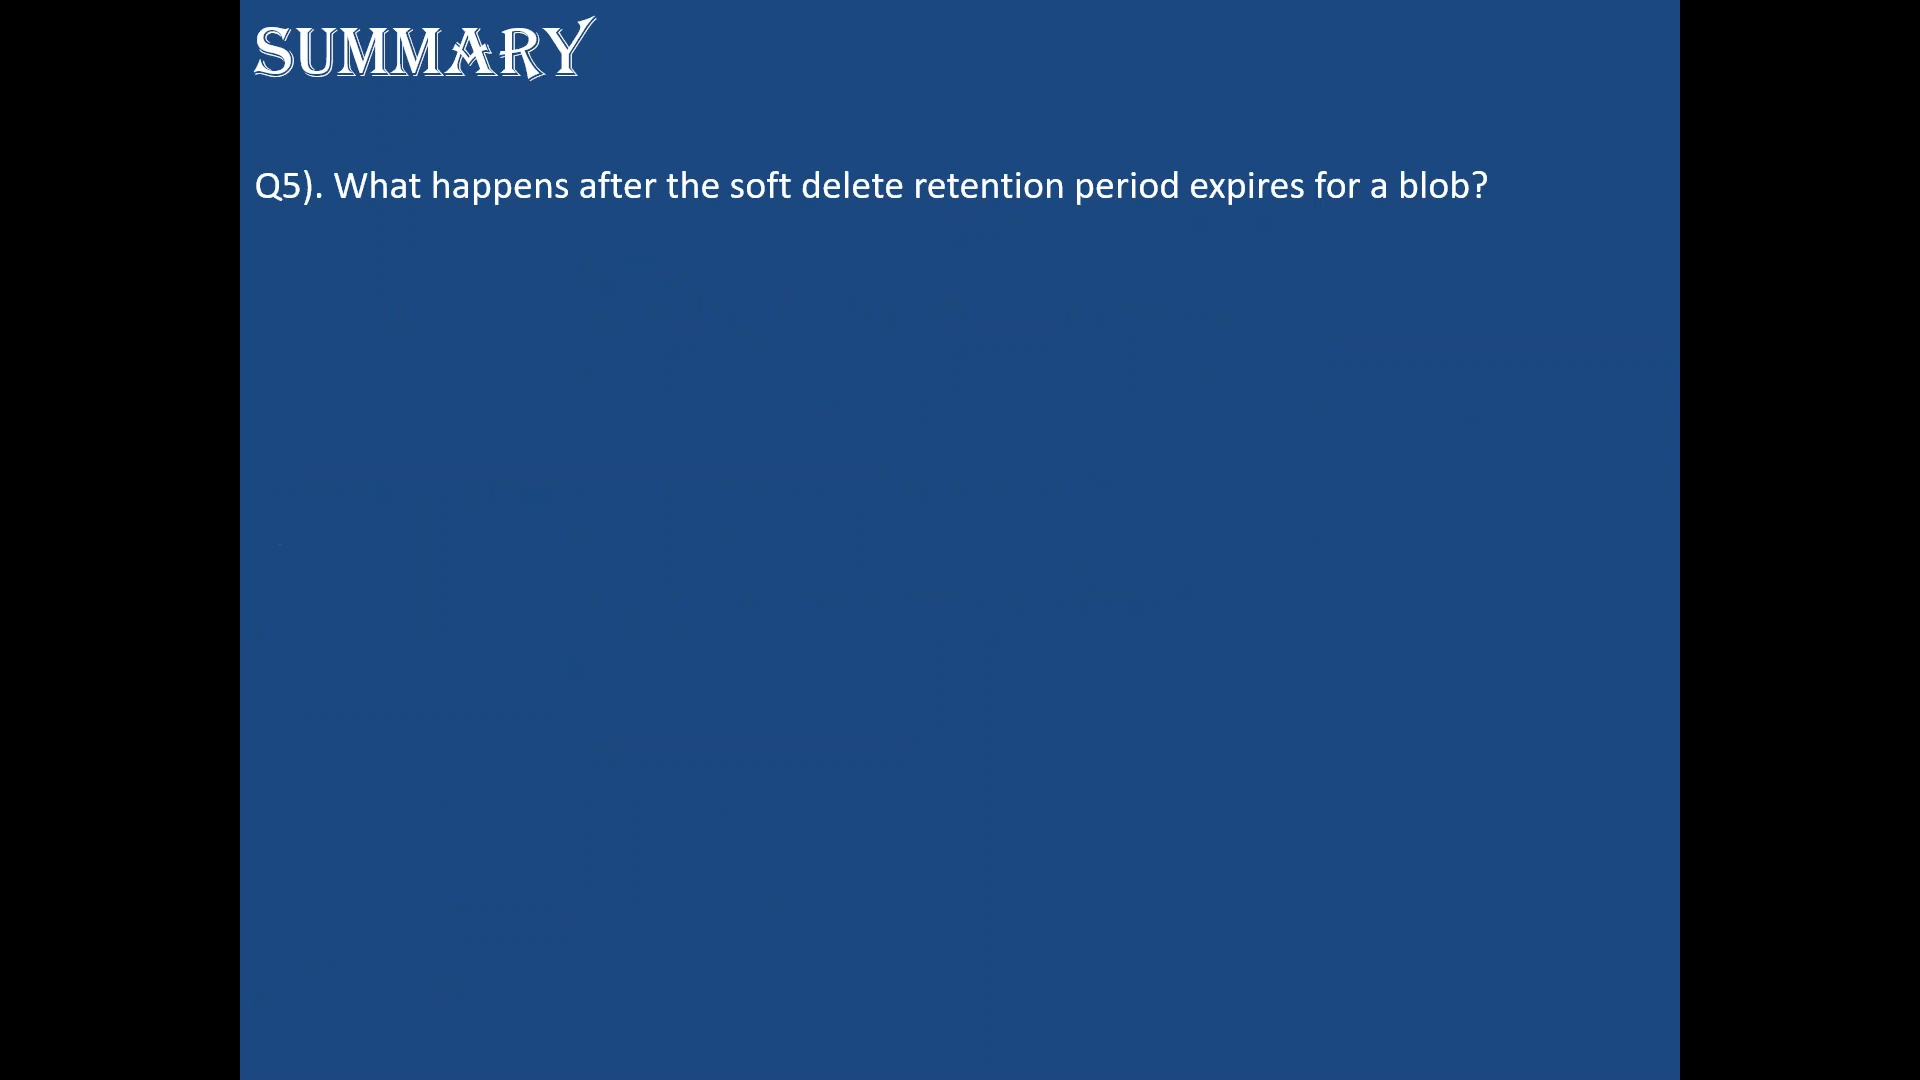 SUMMARY
Q5). What happens after the soft delete retention period expires for a blob?